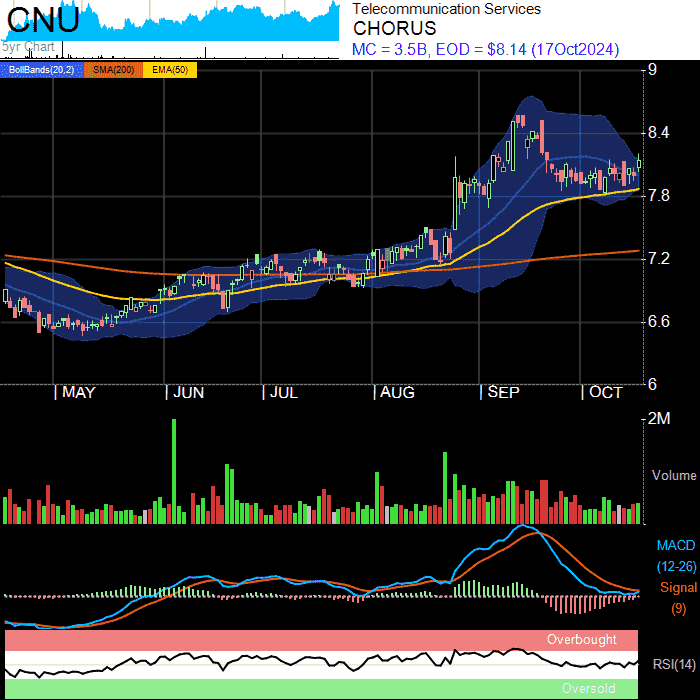 CNU
5yr Chart
Telecommunication Services
CHORUS
MC = 3.5B, EOD = $8.14 (17Oct2024)
BollBands(20,2) SMA(200) EMA(50)
9
8.4
7.8
7.2
6.6
6
MAY JUN JUL AUG SEP OCT
2M
Volume
MACD
(12-26)
Signal
(9)
Overbought
RSI(14)
Oversold